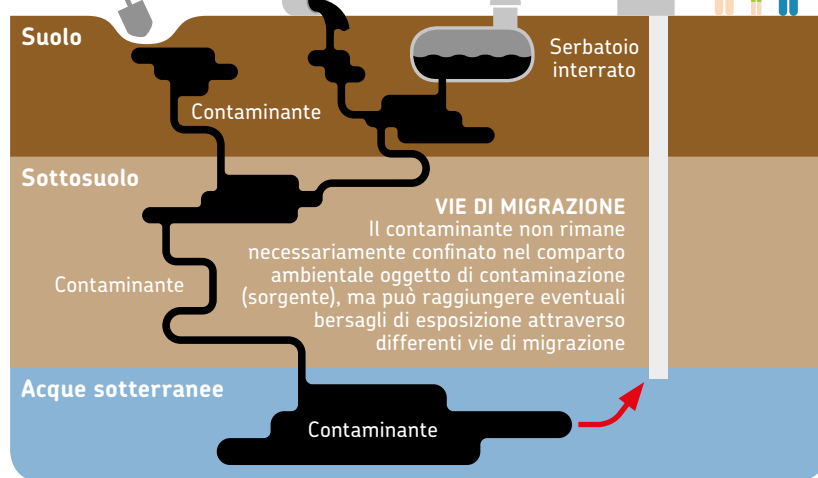 Suolo
Serbatoio
interrato
Contaminante
Sottosuolo
VIE DI MIGRAZIONE
Il contaminante non rimane
necessariamente confinato nel comparto
ambientale oggetto di contaminazione
(sorgente), ma può raggiungere eventuali
bersagli di esposizione attraverso
differenti vie di migrazione
Contaminante
Acque sotterranee
Contaminante